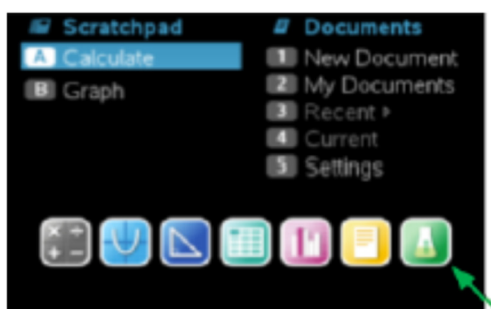 Scratchpad
A Calculate
B Graph
Documents
1 New Document
2 My Documents
3 Recent ▸
4 Current
5 Settings